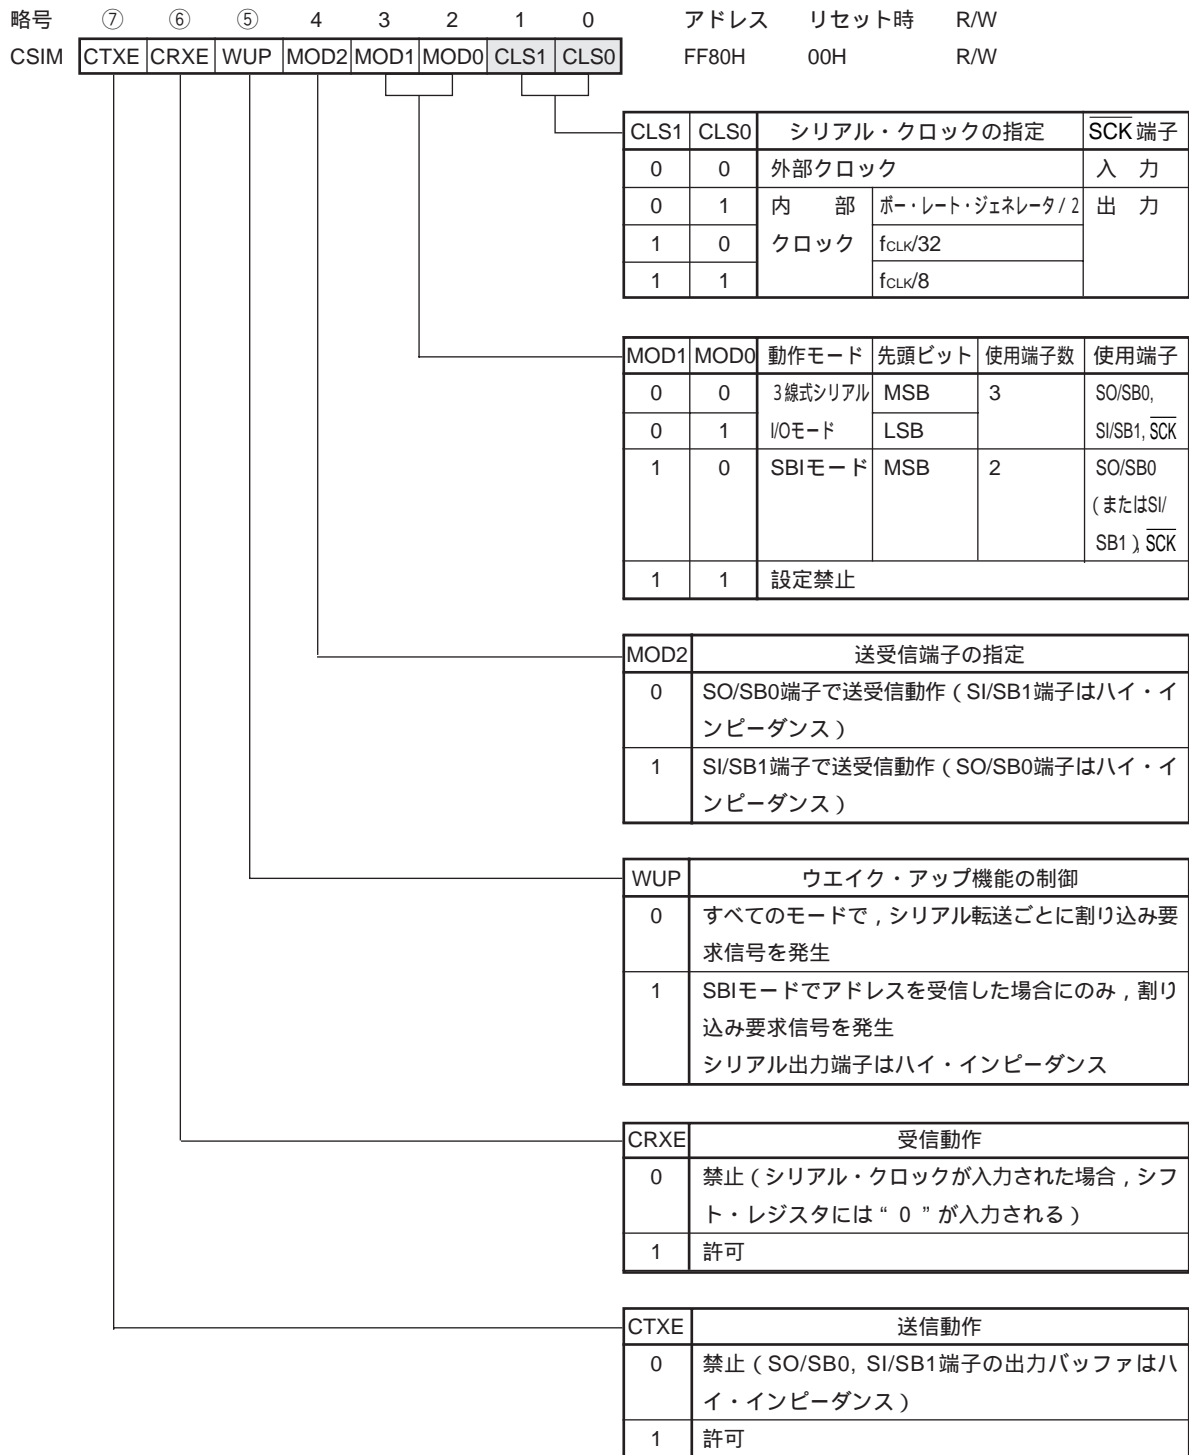 略号 ⑦ ⑥ ⑤ 4 3 2 1 0 アドレス リセット時 R/W
CSIM CTXE CRXE WUP MOD2 MOD1 MOD0 CLS1 CLS0 FF80H 00H R/W
CLS1 CLS0 シリアル・クロックの指定 SCK端子
0 0 外部クロック 入 力
0 1 内 部 ボー・レート・ジェネレータ/2 出 力
1 0 クロック fCLK/32
1 1 fCLK/8
MOD1 MOD0 動作モード 先頭ビット 使用端子数 使用端子
0 0 3線式シリアル MSB 3 SO/SB0,
0 1 I/Oモード LSB SI/SB1, SCK
1 0 SBIモード MSB 2 SO/SB0
(またはSI/
SB1), SCK
1 1 設定禁止
MOD2 送受信端子の指定
0 SO/SB0端子で送受信動作(SI/SB1端子はハイ・イ
ンピーダンス)
1 SI/SB1端子で送受信動作(SO/SB0端子はハイ・イ
ンピーダンス)
WUP ウエイク・アップ機能の制御
0 すべてのモードで,シリアル転送ごとに割り込み要
求信号を発生
1 SBIモードでアドレスを受信した場合にのみ,割り
込み要求信号を発生
シリアル出力端子はハイ・インピーダンス
CRXE 受信動作
0 禁止(シリアル・クロックが入力された場合,シフ
ト・レジスタには“0”が入力される)
1 許可
CTXE 送信動作
0 禁止(SO/SB0, SI/SB1端子の出力バッファはハ
イ・インピーダンス)
1 許可